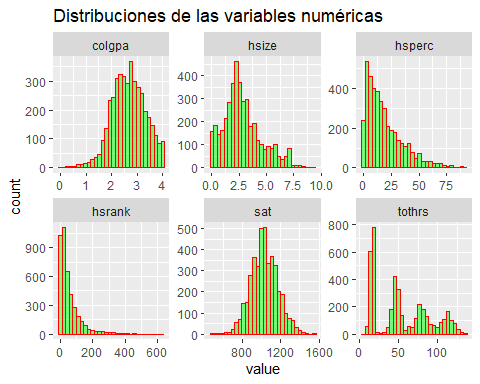 Distribuciones de las variables numéricas
colgpa hsize hsperc
300 200 100 0
0 1 2 3 4
400 300 200 100 0
0.0 2.5 5.0 7.5 10.0
400 200 0
0 25 50 75
count
hsrank sat tothrs
900 600 300 0
0 200 400 600
500 400 300 200 100 0
800 1200 1600
800 600 400 200 0
0 50 100
value